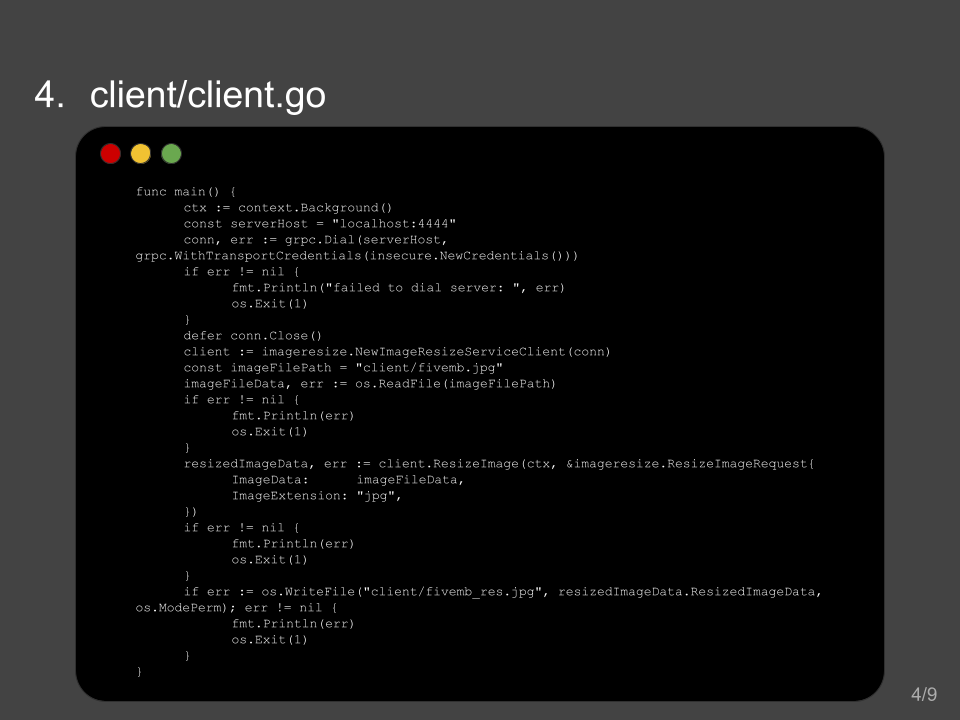 4. client/client.go
func main() {
ctx := context.Background()
const serverHost = "localhost:4444"
conn, err := grpc.Dial(serverHost,
grpc.WithTransportCredentials(insecure.NewCredentials()))
if err != nil {
fmt.Println("failed to dial server: ", err)
os.Exit(1)
}
defer conn.Close()
client := imageresize.NewImageResizeServiceClient(conn)
const imageFilePath = "client/fivemb.jpg"
imageFileData, err := os.ReadFile(imageFilePath)
if err != nil {
fmt.Println(err)
os.Exit(1)
}
resizedImageData, err := client.ResizeImage(ctx, &imageresize.ResizeImageRequest{
ImageData:      imageFileData,
ImageExtension: "jpg",
})
if err != nil {
fmt.Println(err)
os.Exit(1)
}
if err := os.WriteFile("client/fivemb_res.jpg", resizedImageData.ResizedImageData,
os.ModePerm); err != nil {
fmt.Println(err)
os.Exit(1)
}
}
4/9